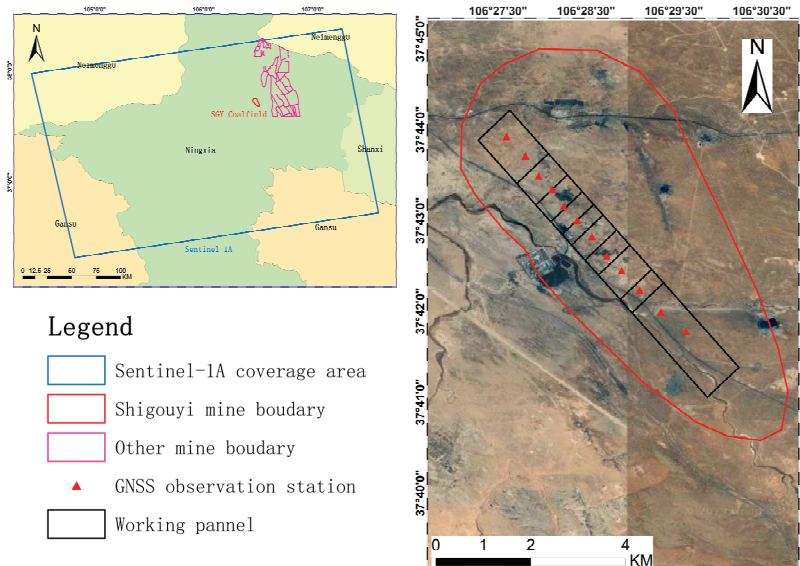 105°0'0"
106°0'0"
107°0'0"
N
Neimenggu
Neimenggu
38°0'0"
SGY Coalfield
Ningxia
Shanxi
37°0'0"
Gansu
Gansu
Sentinel-1A
0 12.5 25 50 75 100
KM
Legend
Sentinel-1A coverage area
Shigouyi mine boudary
Other mine boudary
GNSS observation station
Working pannel
106°27'30"
106°28'30"
106°29'30"
106°30'30"
N
37°45'0"
37°44'0"
37°43'0"
37°42'0"
37°41'0"
37°40'0"
0 1 2 4
KM